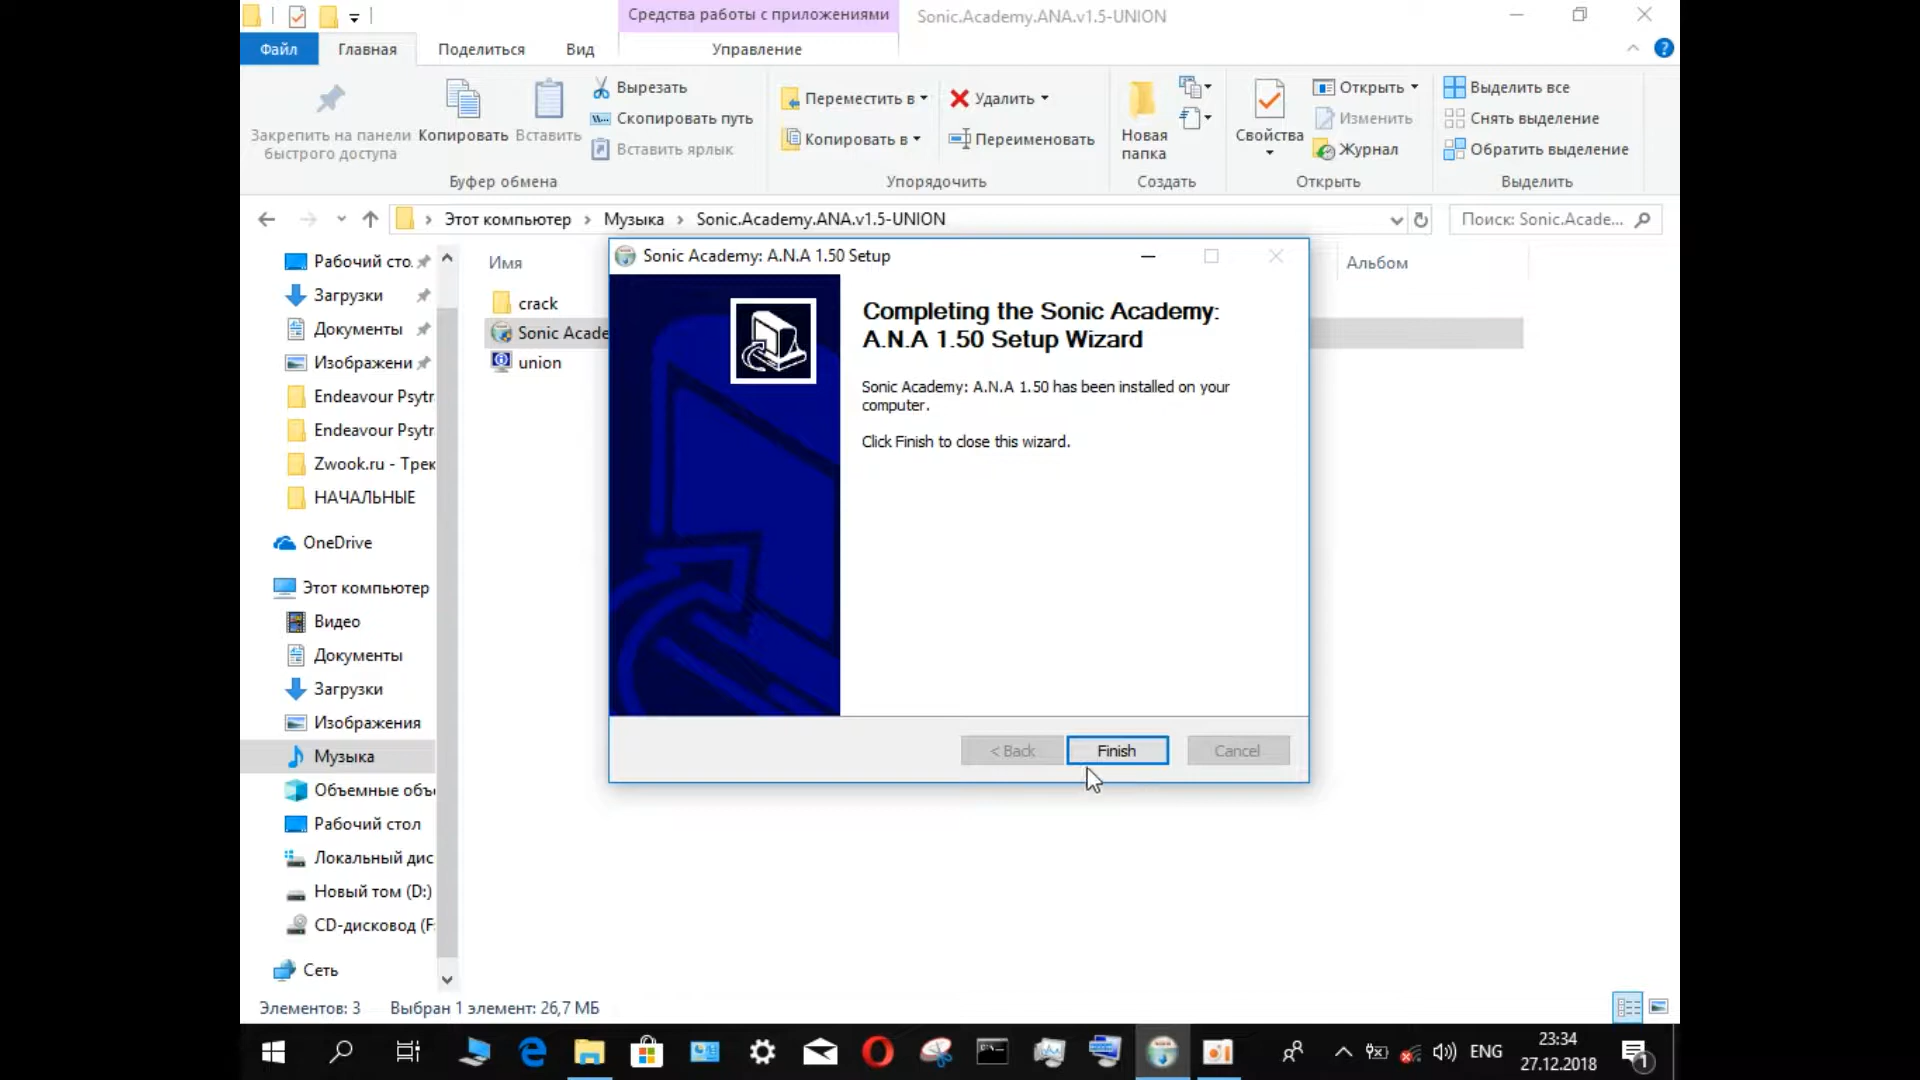 Средства работы с приложениями
Sonic.Academy.ANA.v1.5-UNION
Файл
Главная
Поделиться
Вид
Управление
Закрепить на панели
быстрого доступа
Копировать
Вставить
Вырезать
Скопировать путь
Вставить ярлык
Буфер обмена
Переместить в
Копировать в
Удалить
Переименовать
Упорядочить
Новая
папка
Создать
Свойства
Открыть
Изменить
Журнал
Открыть
Выделить все
Снять выделение
Обратить выделение
Выделить
Этот компьютер
Музыка
Sonic.Academy.ANA.v1.5-UNION
Поиск: Sonic.Acade...
Рабочий сто.
Загрузки
Документы
Изображени
Endeavour Psytr
Endeavour Psytr
Zwook.ru - Трек
НАЧАЛЬНЫЕ
OneDrive
Этот компьютер
Видео
Документы
Загрузки
Изображения
Музыка
Объемные объ
Рабочий стол
Локальный дис
Новый том (D:)
CD-дисковод (F:
Сеть
Имя
Альбом
crack
Sonic Acade
union
Sonic Academy: A.N.A 1.50 Setup
Completing the Sonic Academy:
A.N.A 1.50 Setup Wizard
Sonic Academy: A.N.A 1.50 has been installed on your
computer.
Click Finish to close this wizard.
< Back
Finish
Cancel
Элементов: 3
Выбран 1 элемент: 26,7 МБ
ENG
23:34
27.12.2018
1